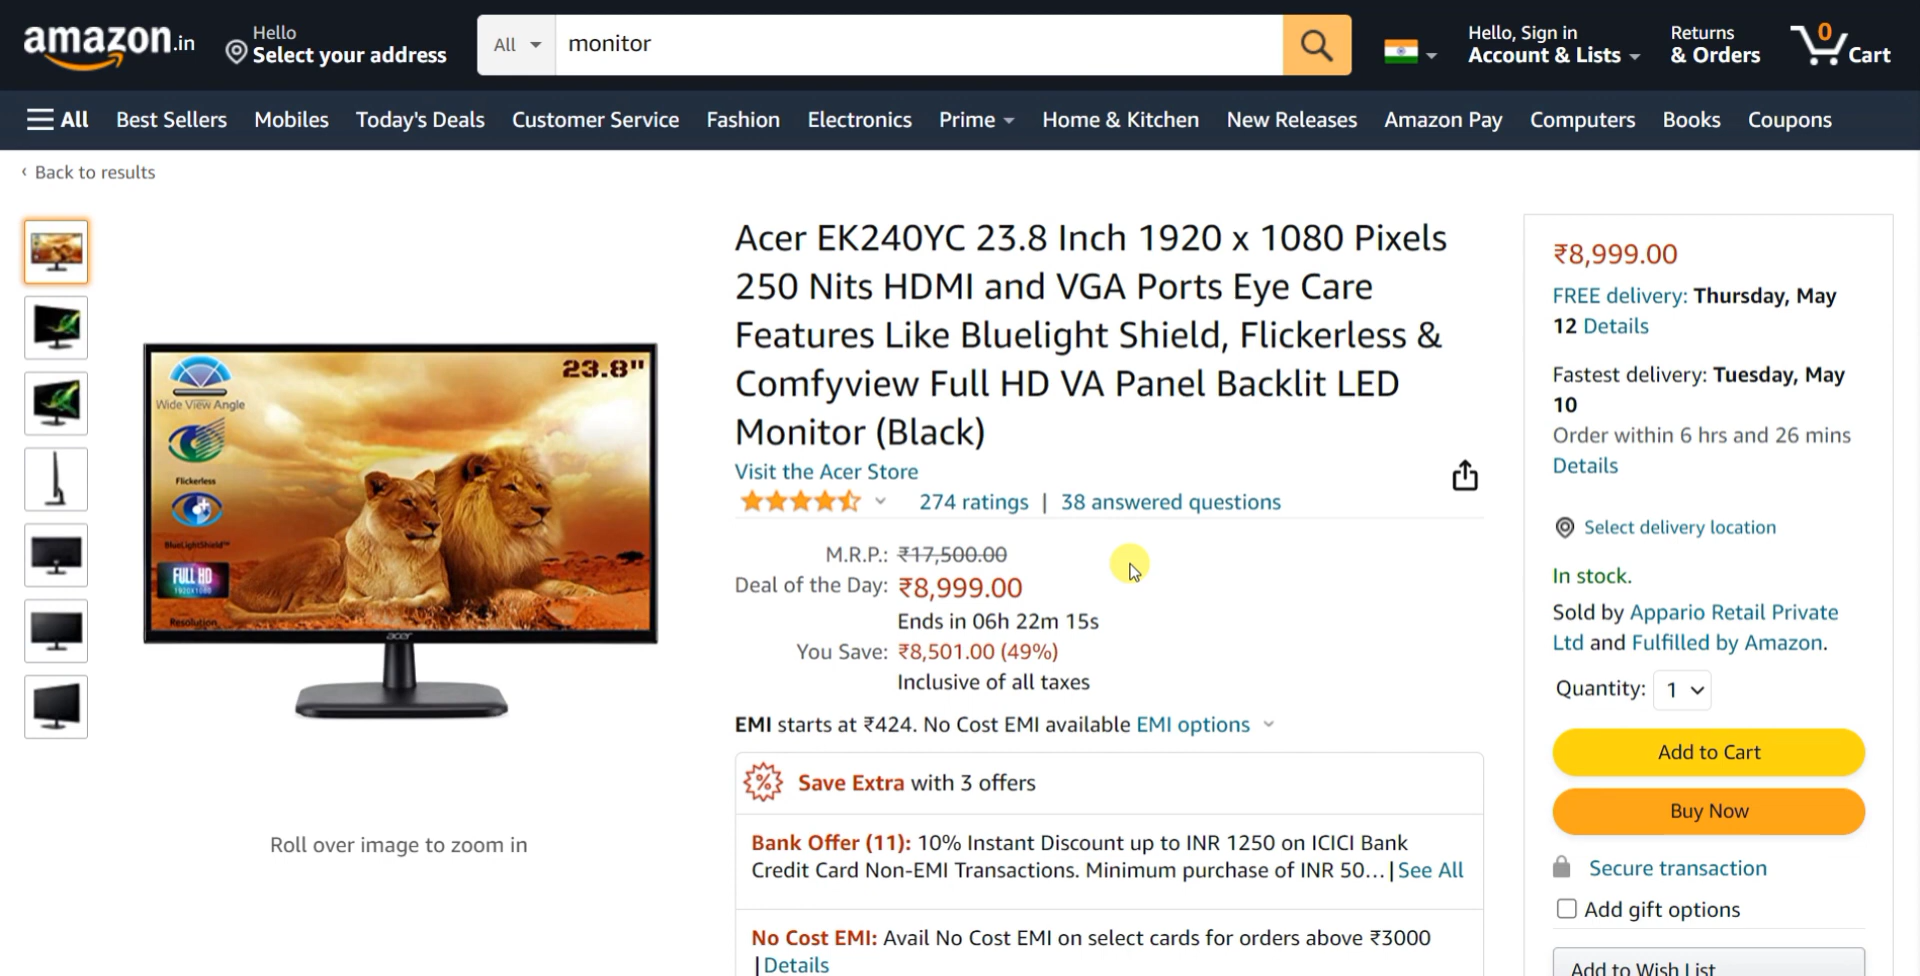 amazon.in
Hello
Select your address
All
monitor
Hello, Sign in
Account & Lists
Returns
& Orders
0
Cart
All
Best Sellers
Mobiles
Today's Deals
Customer Service
Fashion
Electronics
Prime
Home & Kitchen
New Releases
Amazon Pay
Computers
Books
Coupons
‹ Back to results
23.8"
Wide View Angle
Flickerless
BlueLightShield™
FULL HD
1920X1080
Resolution
acer
Roll over image to zoom in
Acer EK240YC 23.8 Inch 1920 x 1080 Pixels
250 Nits HDMI and VGA Ports Eye Care
Features Like Bluelight Shield, Flickerless &
Comfyview Full HD VA Panel Backlit LED
Monitor (Black)
Visit the Acer Store
274 ratings | 38 answered questions
M.R.P.: ₹17,500.00
Deal of the Day: ₹8,999.00
Ends in 06h 22m 15s
You Save: ₹8,501.00 (49%)
Inclusive of all taxes
EMI starts at ₹424. No Cost EMI available EMI options
% Save Extra with 3 offers
Bank Offer (11): 10% Instant Discount up to INR 1250 on ICICI Bank
Credit Card Non-EMI Transactions. Minimum purchase of INR 50... | See All
No Cost EMI: Avail No Cost EMI on select cards for orders above ₹3000
| Details
₹8,999.00
FREE delivery: Thursday, May
12 Details
Fastest delivery: Tuesday, May
10
Order within 6 hrs and 26 mins
Details
Select delivery location
In stock.
Sold by Appario Retail Private
Ltd and Fulfilled by Amazon.
Quantity: 1
Add to Cart
Buy Now
Secure transaction
Add gift options
Add to Wish List